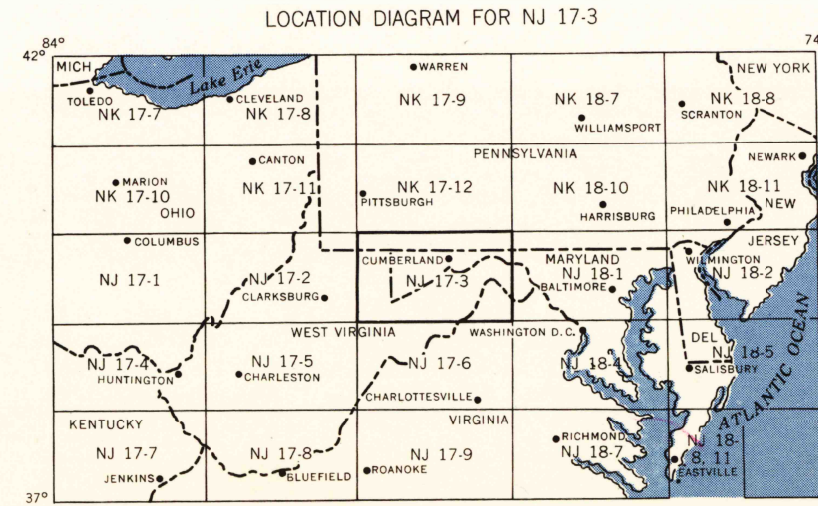 LOCATION DIAGRAM FOR NJ 17-3
84°
74
42°
MICH
Lake Erie
WARREN
NEW YORK
TOLEDO
CLEVELAND
NK 17-9
NK 18-7
NK 18-8
NK 17-7
NK 17-8
SCRANTON
WILLIAMSPORT
PENNSYLVANIA
CANTON
NEWARK
MARION
NK 17-10
NK 17-11
NK 17-12
NK 18-10
NK 18-11
PITTSBURGH
OHIO
HARRISBURG
PHILADELPHIA
NEW
JERSEY
COLUMBUS
CUMBERLAND
MARYLAND
WILMINGTON
NJ 17-1
NJ 17-2
NJ 17-3
NJ 18-1
NJ 18-2
CLARKSBURG
BALTIMORE
WEST VIRGINIA
WASHINGTON D.C.
DEL
NJ 17-4
NJ 17-5
NJ 17-6
NJ 18-4
NJ 18-5
HUNTINGTON
CHARLESTON
SALISBURY
ATLANTIC OCEAN
CHARLOTTESVILLE
KENTUCKY
VIRGINIA
RICHMOND
NJ 17-7
NJ 17-8
NJ 17-9
NJ 18-7
NJ 18-
8, 11
JENKINS
BLUEFIELD
ROANOKE
EASTVILLE
37°